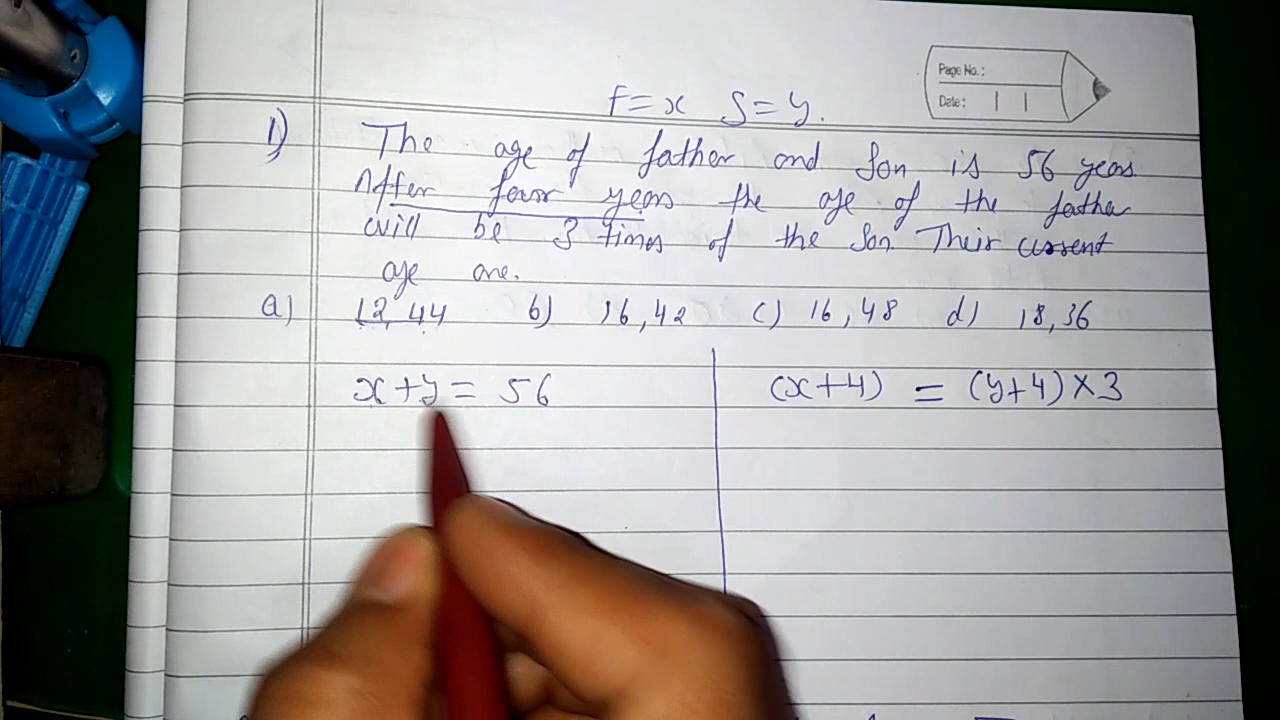 Page No.:
Date:
F=x S=y.
1) The age of father and Son is 56 years
After four years the age of the father
will be 3 times of the Son Their current
age are.
a) 12,44 b) 16,42 c) 16,48 d) 18,36
x+y= 56 (x+4) = (y+4)×3